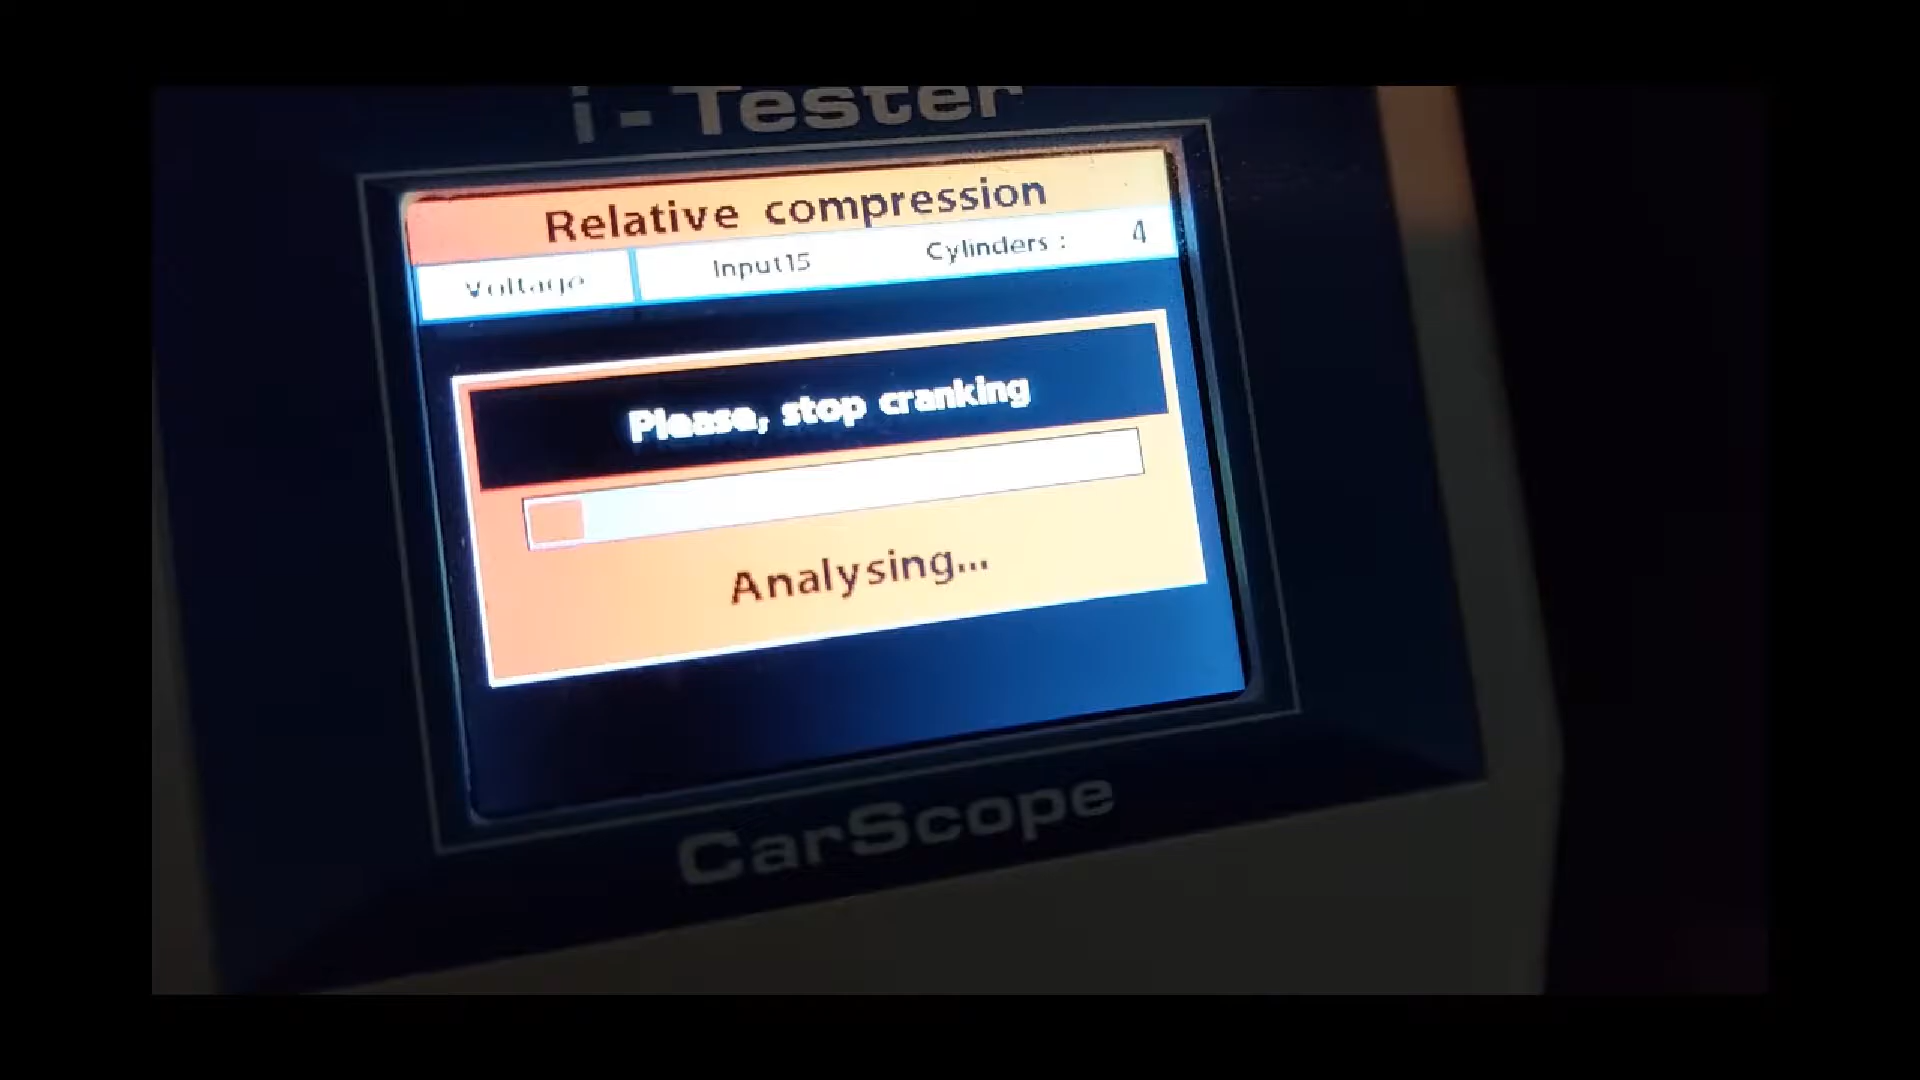 i-Tester
Relative compression
Voltage Input15 Cylinders : 4
Please, stop cranking
Analysing...
CarScope